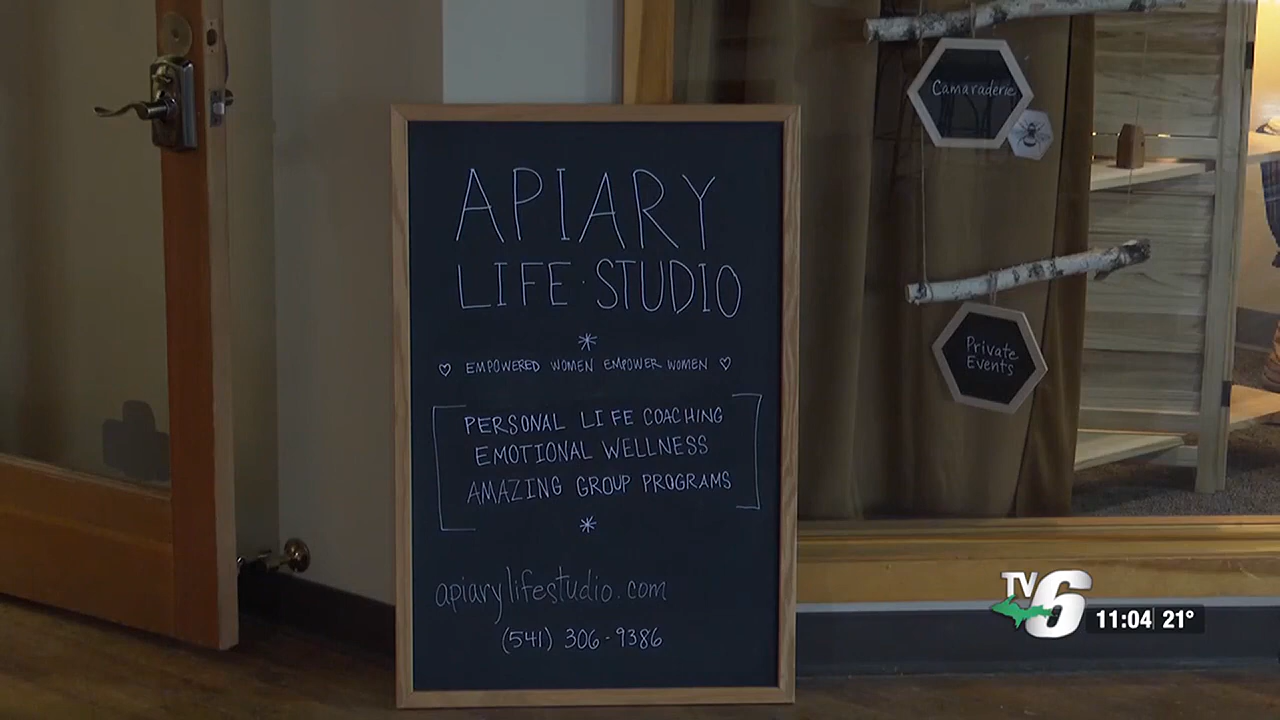 APIARY
LIFE · STUDIO
*
♡ EMPOWERED WOMEN EMPOWER WOMEN ♡
PERSONAL LIFE COACHING
EMOTIONAL WELLNESS
AMAZING GROUP PROGRAMS
*
apiarylifestudio.com
(541) 306-9386
Camaraderie
Private
Events
TV6
11:04 21°